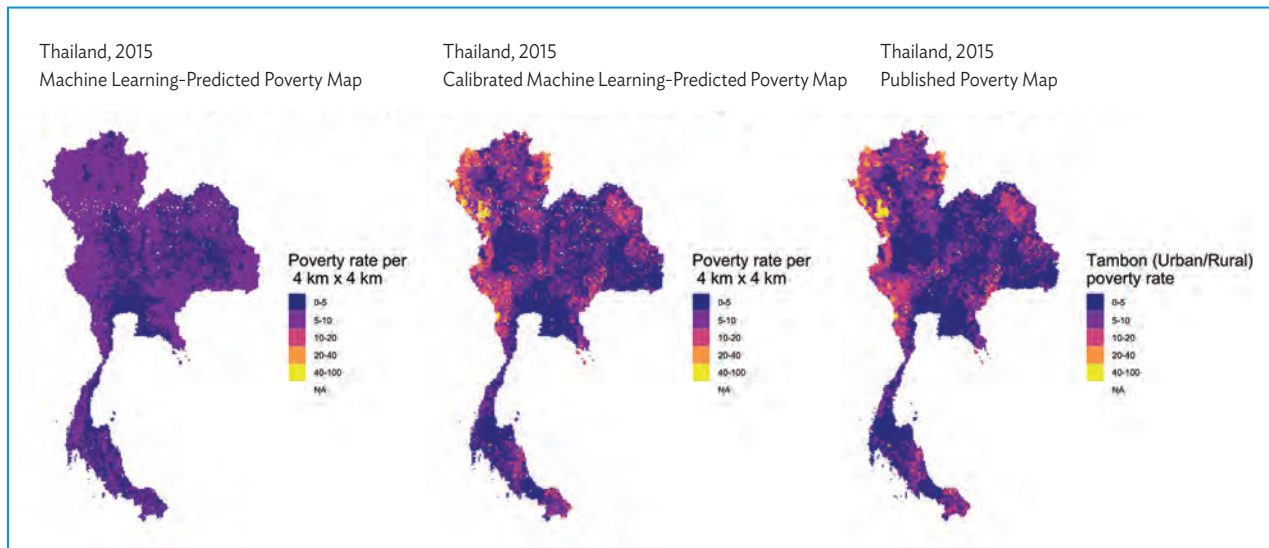 Thailand, 2015
Machine Learning-Predicted Poverty Map
Thailand, 2015
Calibrated Machine Learning-Predicted Poverty Map
Thailand, 2015
Published Poverty Map
Poverty rate per
4 km x 4 km
0-5
5-10
10-20
20-40
40-100
NA
Poverty rate per
4 km x 4 km
0-5
5-10
10-20
20-40
40-100
NA
Tambon (Urban/Rural)
poverty rate
0-5
5-10
10-20
20-40
40-100
NA